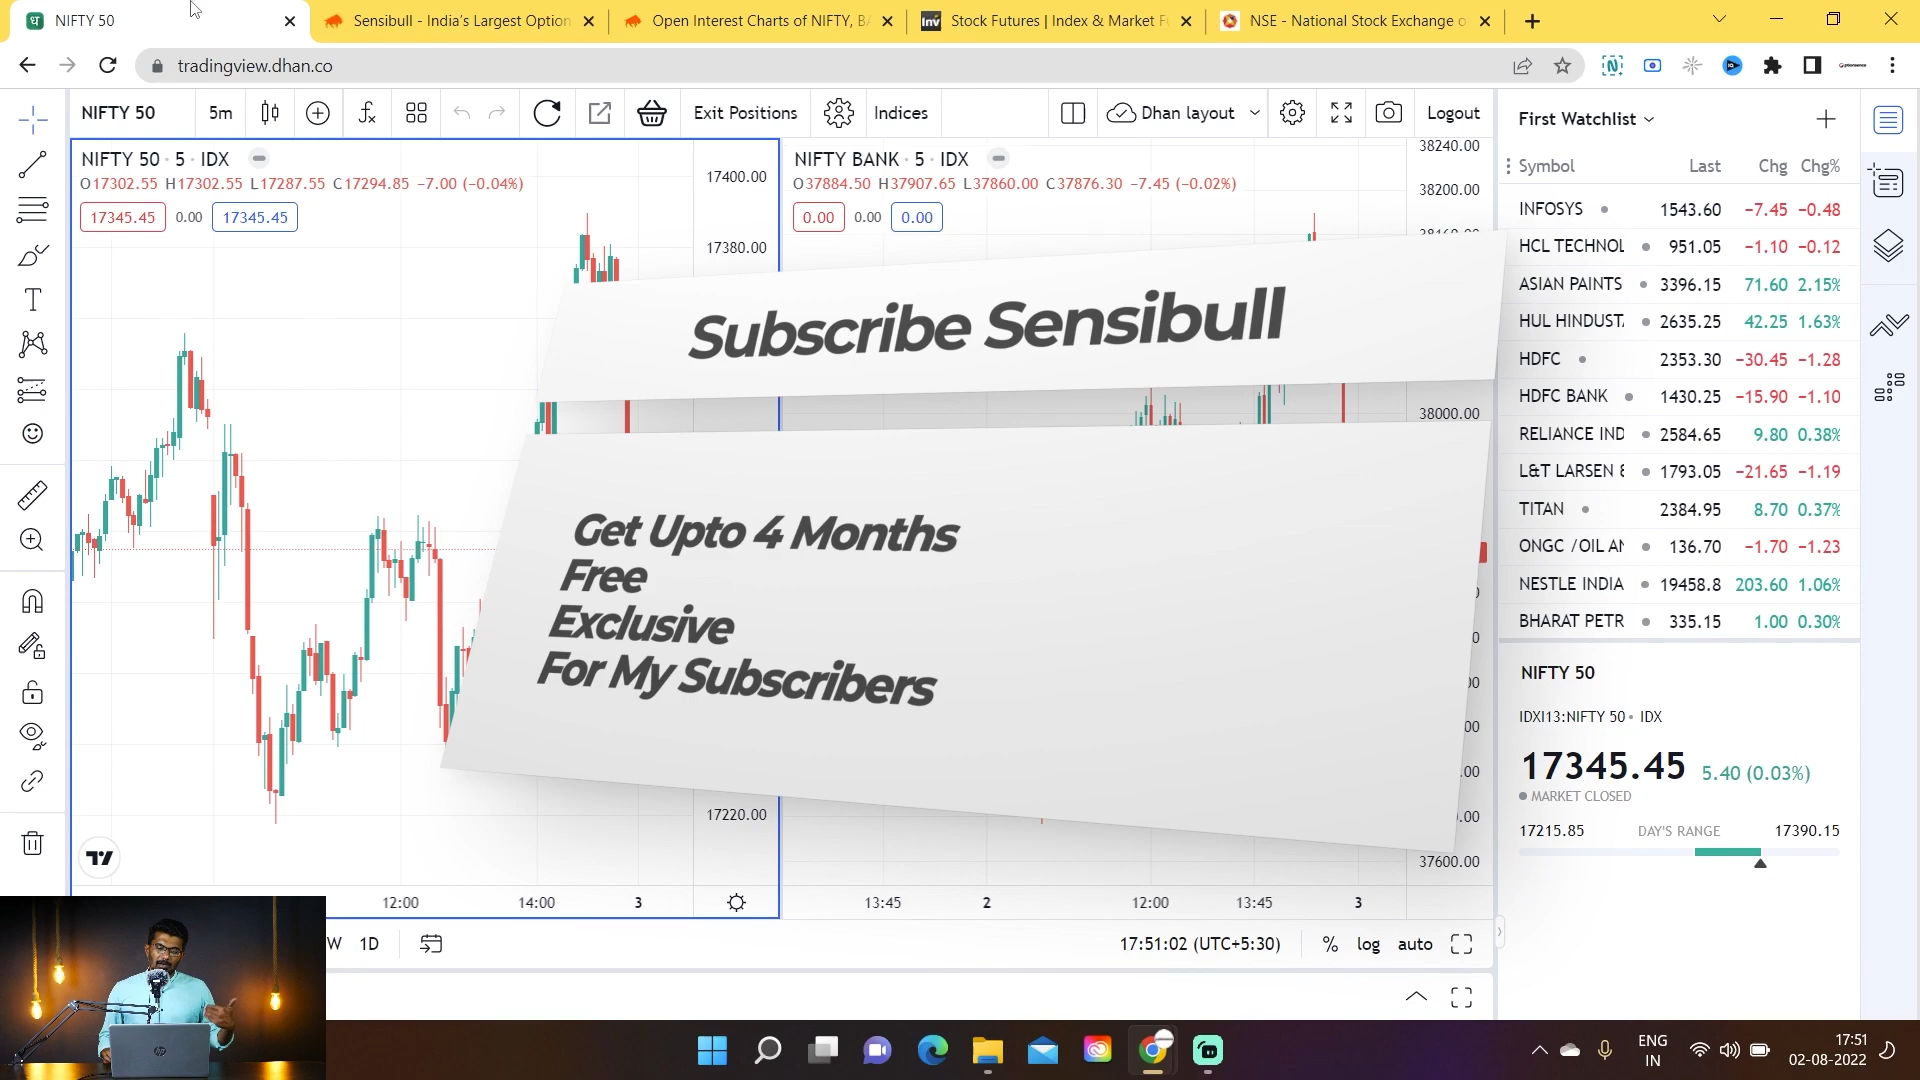 NIFTY 50
Sensibull - India's Largest Option
Open Interest Charts of NIFTY, BA
Stock Futures | Index & Market F
NSE - National Stock Exchange o
tradingview.dhan.co
NIFTY 50
5m
Exit Positions
Indices
Dhan layout
Logout
First Watchlist
NIFTY 50 · 5 · IDX
O17302.55 H17302.55 L17287.55 C17294.85 −7.00 (−0.04%)
17345.45 0.00 17345.45
17400.00
17380.00
17220.00
NIFTY BANK · 5 · IDX
O37884.50 H37907.65 L37860.00 C37876.30 −7.45 (−0.02%)
0.00 0.00 0.00
38240.00
38200.00
38000.00
37600.00
Subscribe Sensibull
Get Upto 4 Months
Free
Exclusive
For My Subscribers
Symbol Last Chg Chg%
INFOSYS 1543.60 −7.45 −0.48
HCL TECHNOL 951.05 −1.10 −0.12
ASIAN PAINTS 3396.15 71.60 2.15%
HUL HINDUST 2635.25 42.25 1.63%
HDFC 2353.30 −30.45 −1.28
HDFC BANK 1430.25 −15.90 −1.10
RELIANCE IND 2584.65 9.80 0.38%
L&T LARSEN & 1793.05 −21.65 −1.19
TITAN 2384.95 8.70 0.37%
ONGC /OIL AN 136.70 −1.70 −1.23
NESTLE INDIA 19458.8 203.60 1.06%
BHARAT PETR 335.15 1.00 0.30%
NIFTY 50
IDXI13:NIFTY 50 • IDX
17345.45 5.40 (0.03%)
MARKET CLOSED
17215.85 DAY'S RANGE 17390.15
12:00 14:00 3
13:45 2 12:00 13:45 3
W 1D
17:51:02 (UTC+5:30) % log auto
ENG
IN
17:51
02-08-2022